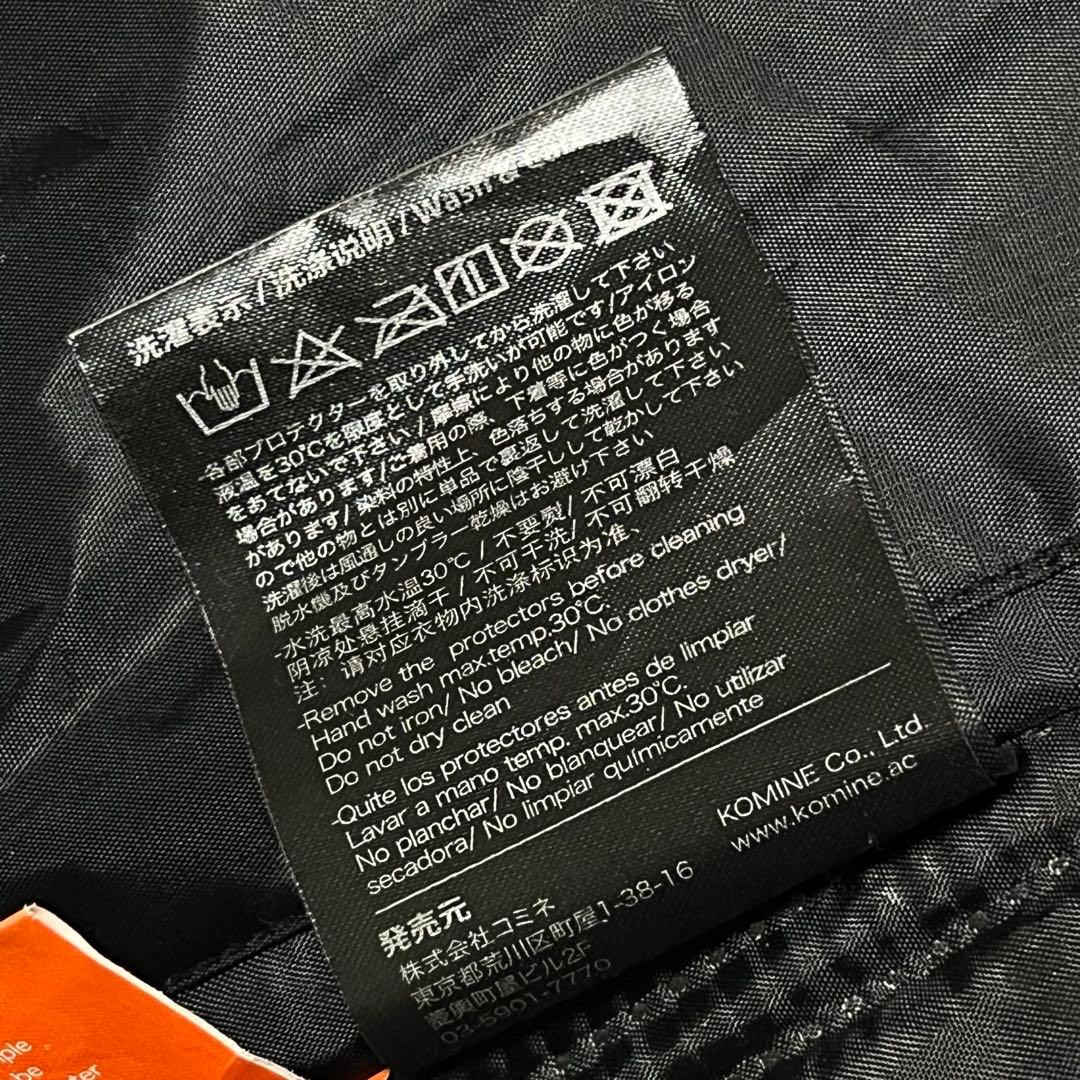 洗濯表示/洗涤说明/Wash &
-各部プロテクターを取り外してから洗濯して下さい
液温を30℃を限度として手洗いが可能です/アイロン
をあてないで下さい/摩擦により他の物に色が移る
場合があります/ご着用の際、下着等に色がつく場合
があります/染料の特性上、色落ちする場合があります
ので他の物とは別に単品で裏返して洗濯して下さい
洗濯後は風通しの良い場所に陰干しして乾かして下さい
脱水機及びタンブラー乾燥はお避け下さい
-水洗最高水温30℃/不要熨/不可漂白
阴凉处悬挂滴干/不可干洗/不可翻转干燥
注：请对应衣物内洗涤标识为准、
-Remove the protectors before cleaning
Hand wash max.temp.30℃.
Do not iron/ No bleach/ No clothes dryer/
Do not dry clean
-Quite los protectores antes de limpiar
Lavar a mano temp. max.30℃.
No planchar/ No blanquear/ No utilizar
secadora/ No limpiar químicamente
KOMINE Co., Ltd.
www.komine.ac
発売元
株式会社コミネ
東京都荒川区町屋1-38-16
菱興町屋ビル2F
03-5901-7770
be